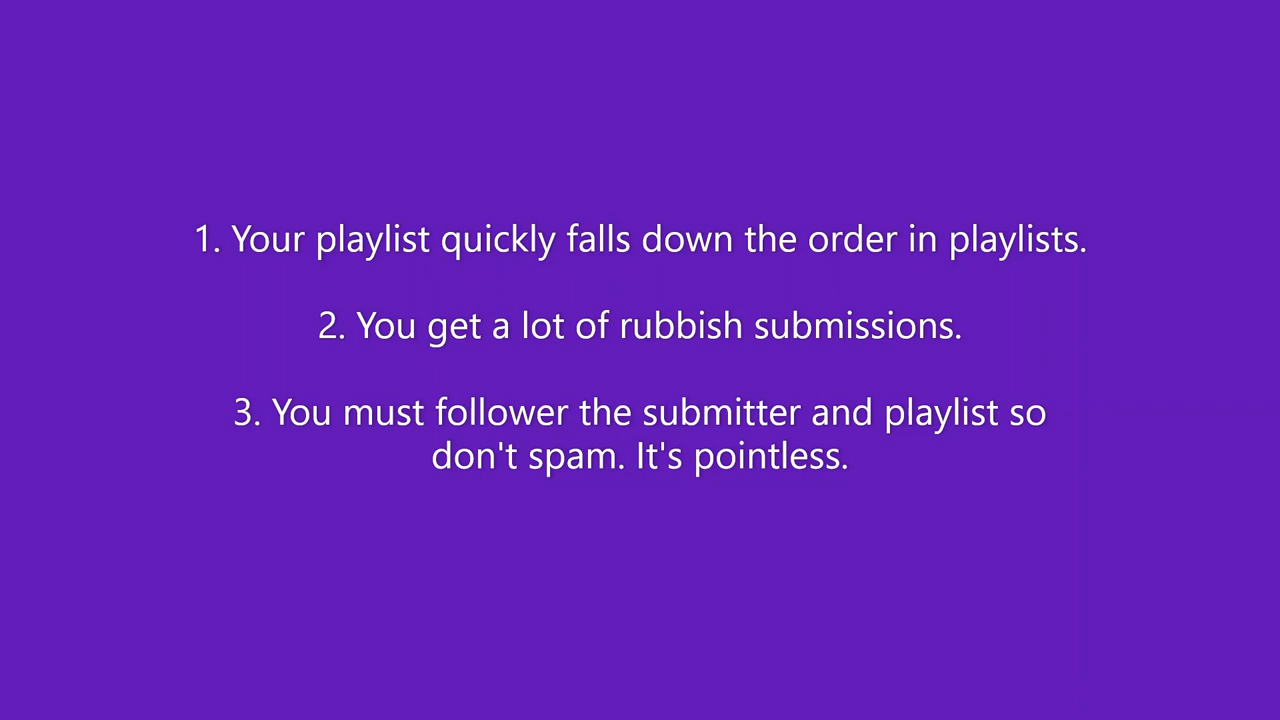 1. Your playlist quickly falls down the order in playlists.
2. You get a lot of rubbish submissions.
3. You must follower the submitter and playlist so
don't spam. It's pointless.